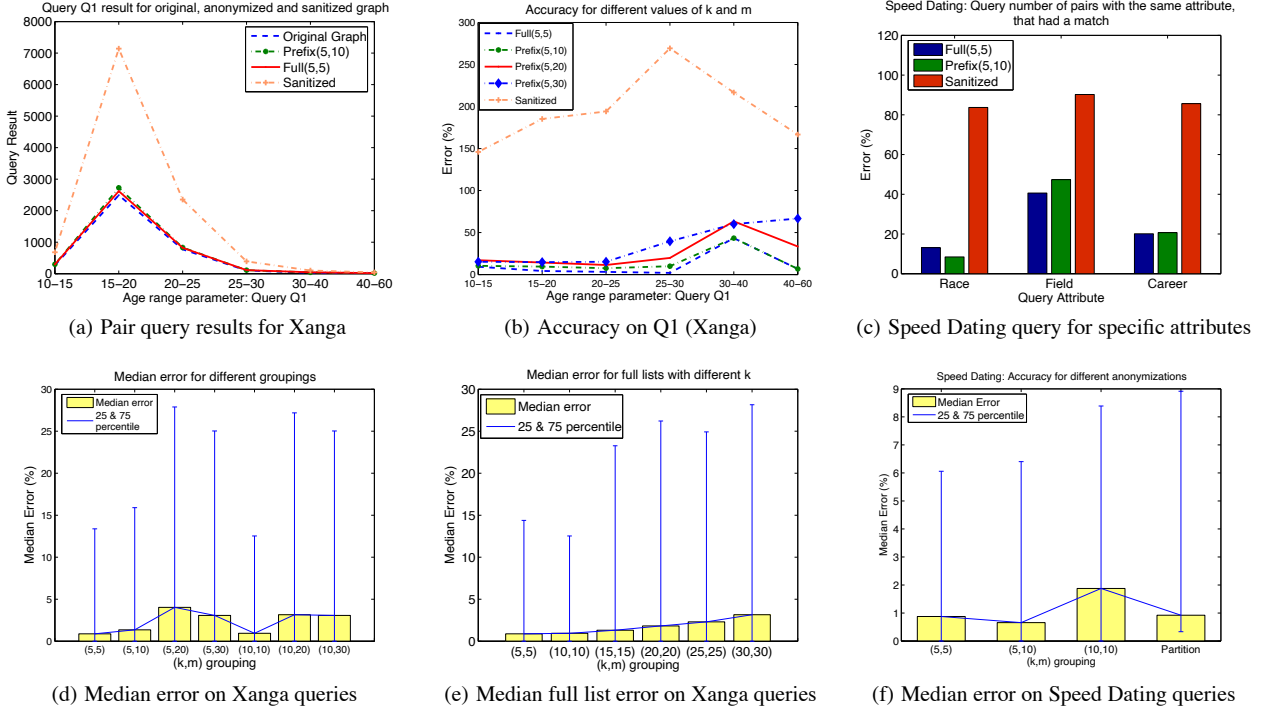 Query Q1 result for original, anonymized and sanitized graph
8000
7000
6000
5000
4000
3000
2000
1000
0
Query Result
Original Graph
Prefix(5,10)
Full(5,5)
Sanitized
10−15 15−20 20−25 25−30 30−40 40−60
Age range parameter: Query Q1
(a) Pair query results for Xanga
Accuracy for different values of k and m
300
250
200
150
100
50
0
Error (%)
Full(5,5)
Prefix(5,10)
Prefix(5,20)
Prefix(5,30)
Sanitized
10−15 15−20 20−25 25−30 30−40 40−60
Age range parameter: Query Q1
(b) Accuracy on Q1 (Xanga)
Speed Dating: Query number of pairs with the same attribute,
that had a match
120
100
80
60
40
20
0
Error (%)
Full(5,5)
Prefix(5,10)
Sanitized
Race Field Career
Query Attribute
(c) Speed Dating query for specific attributes
Median error for different groupings
30
25
20
15
10
5
0
Median Error (%)
Median error
25 & 75
percentile
(5,5) (5,10) (5,20) (5,30) (10,10) (10,20) (10,30)
(k,m) grouping
(d) Median error on Xanga queries
Median error for full lists with different k
30
25
20
15
10
5
0
Median Error (%)
Median error
25 & 75 percentile
(5,5) (10,10) (15,15) (20,20) (25,25) (30,30)
(k,m) grouping
(e) Median full list error on Xanga queries
Speed Dating: Accuracy for different anonymizations
9
8
7
6
5
4
3
2
1
0
Median Error (%)
Median Error
25 & 75 percentile
(5,5) (5,10) (10,10) Partition
(k,m) grouping
(f) Median error on Speed Dating queries